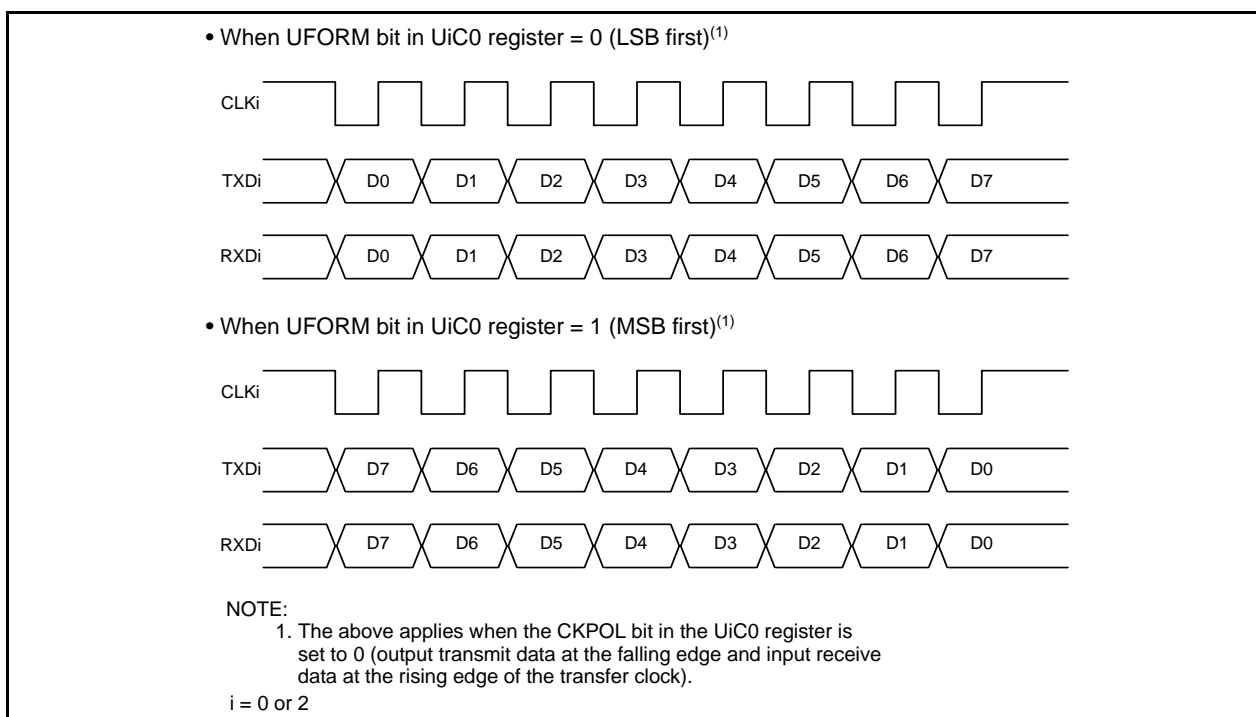 • When UFORM bit in UiC0 register = 0 (LSB first)(1)
CLKi
TXDi D0 D1 D2 D3 D4 D5 D6 D7
RXDi D0 D1 D2 D3 D4 D5 D6 D7
• When UFORM bit in UiC0 register = 1 (MSB first)(1)
CLKi
TXDi D7 D6 D5 D4 D3 D2 D1 D0
RXDi D7 D6 D5 D4 D3 D2 D1 D0
NOTE:
1. The above applies when the CKPOL bit in the UiC0 register is
set to 0 (output transmit data at the falling edge and input receive
data at the rising edge of the transfer clock).
i = 0 or 2